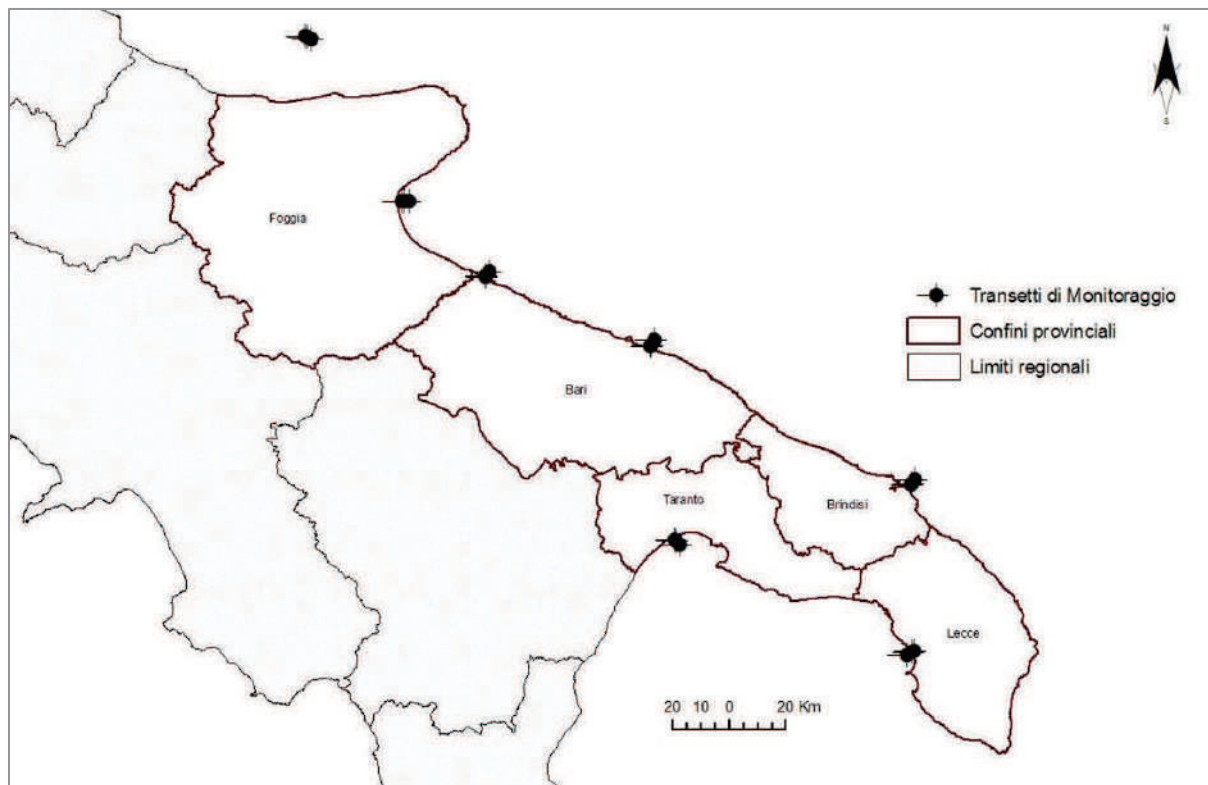 N
S
Foggia
Transetti di Monitoraggio
Confini provinciali
Limiti regionali
Bari
Taranto
Brindisi
Lecce
20 10 0 20 Km